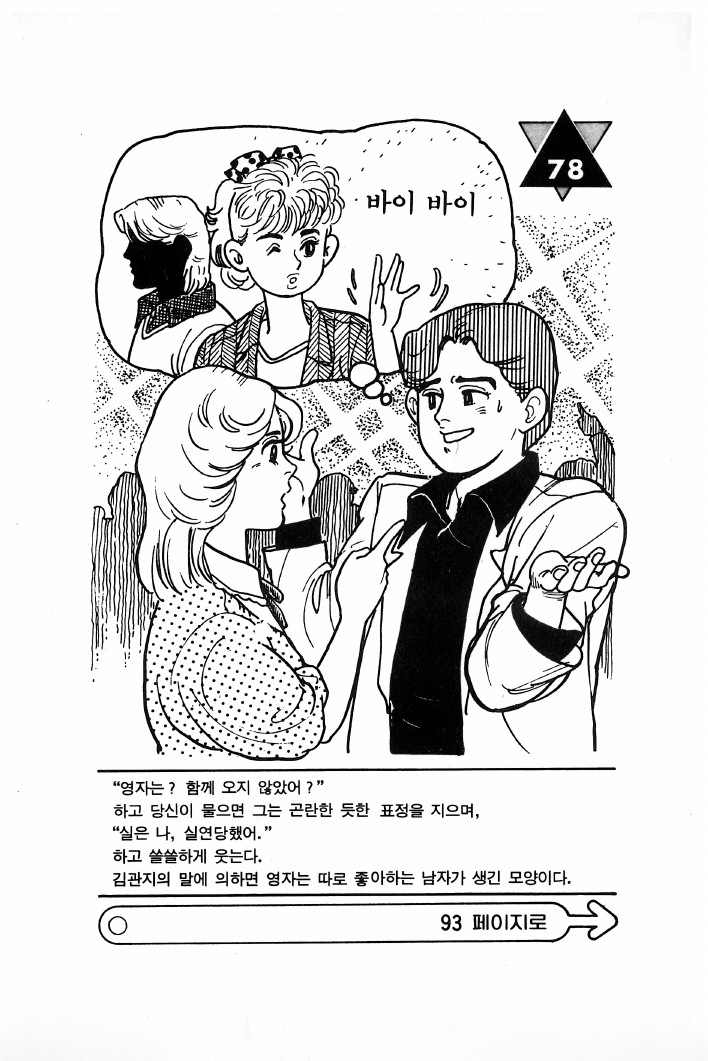 78
바이 바이
“영자는? 함께 오지 않았어?”
하고 당신이 물으면 그는 곤란한 듯한 표정을 지으며,
“실은 나, 실연당했어.”
하고 쓸쓸하게 웃는다.
김관지의 말에 의하면 영자는 따로 좋아하는 남자가 생긴 모양이다.
93 페이지로